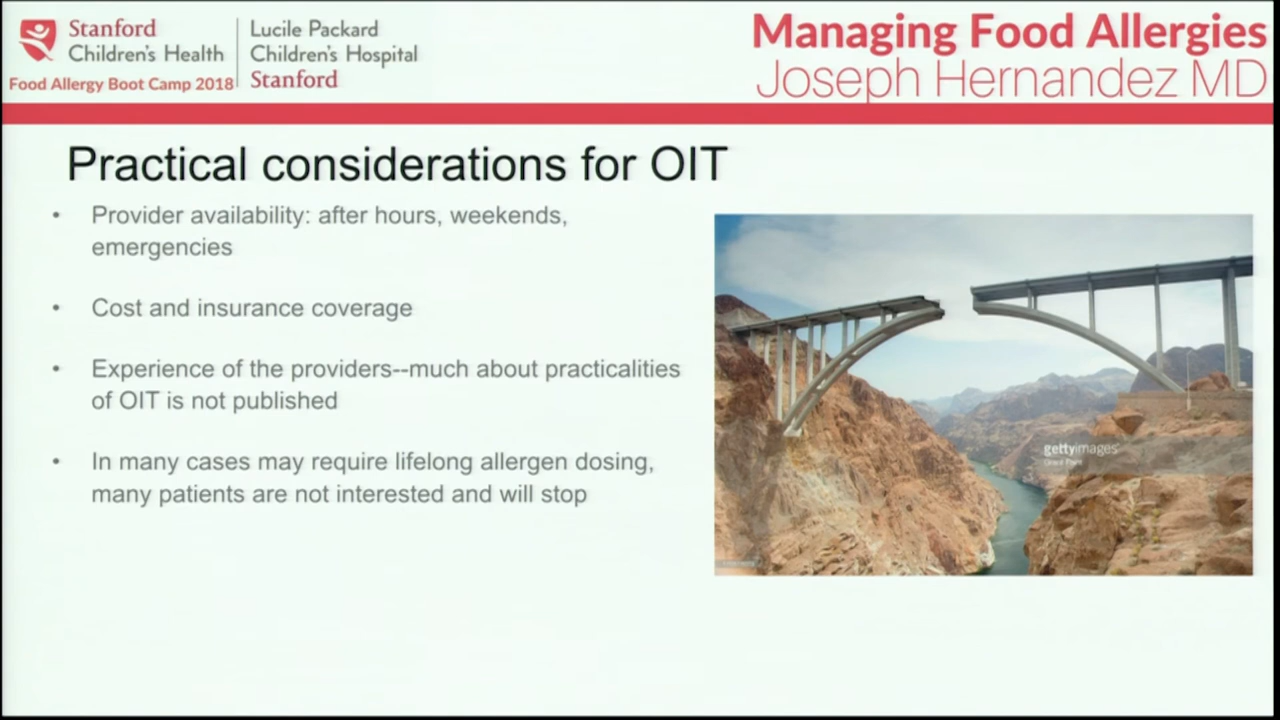 Stanford
Children's Health
Lucile Packard
Children's Hospital
Stanford
Food Allergy Boot Camp 2018
Managing Food Allergies
Joseph Hernandez MD
Practical considerations for OIT
• Provider availability: after hours, weekends,
emergencies
• Cost and insurance coverage
• Experience of the providers--much about practicalities
of OIT is not published
• In many cases may require lifelong allergen dosing,
many patients are not interested and will stop
gettyimages